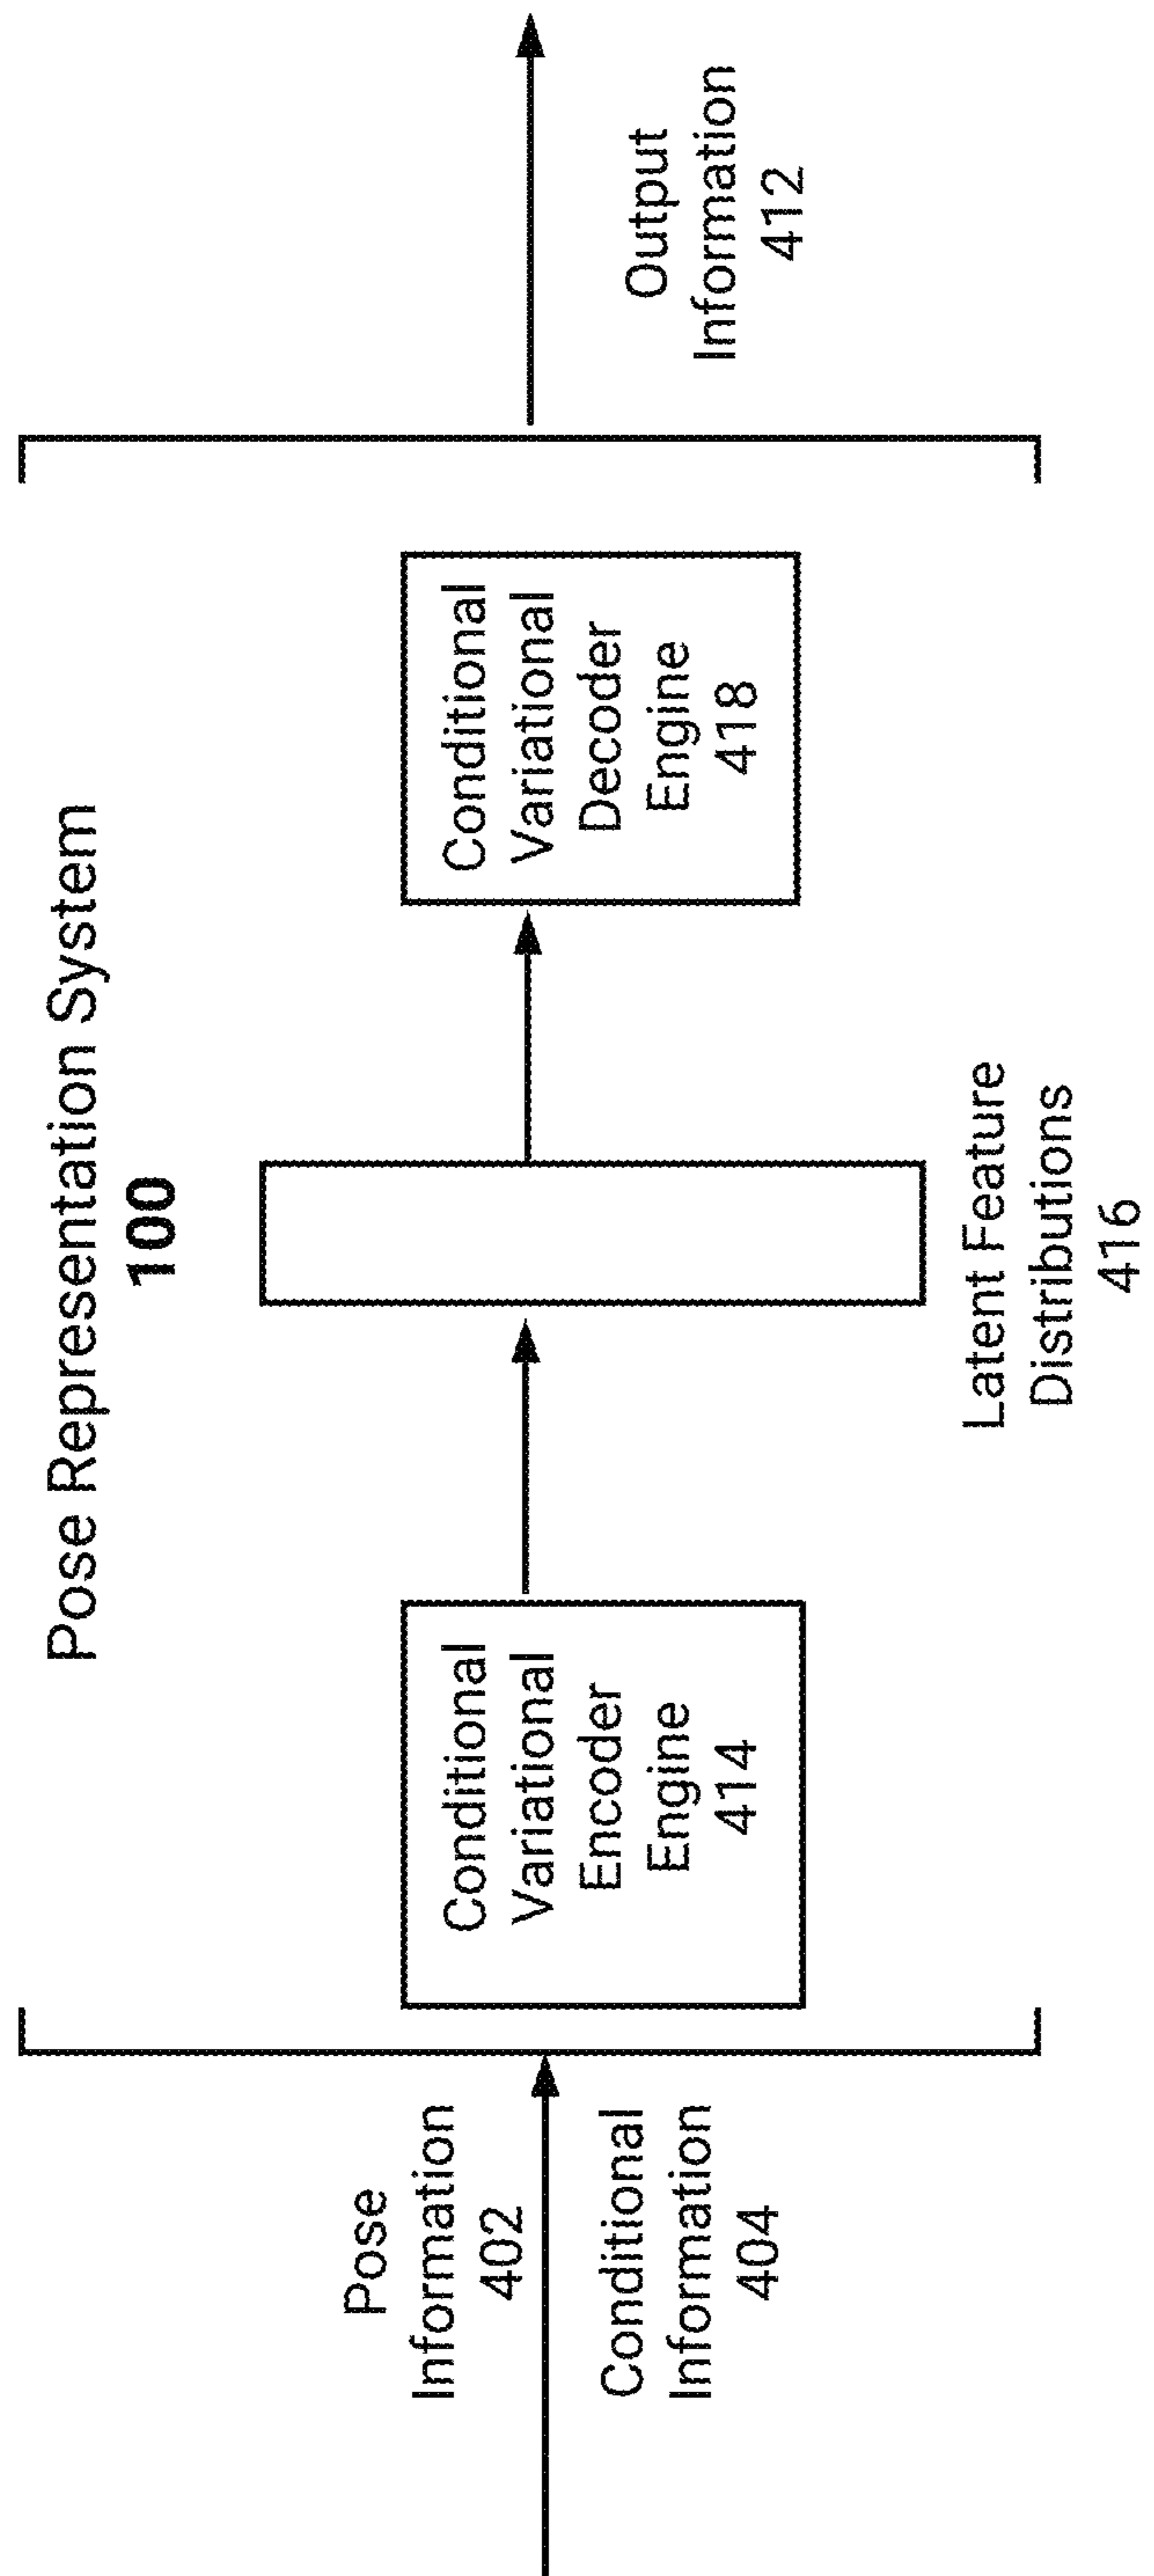 Pose Representation System
100
Pose
Information
402
Conditional
Information
404
Conditional
Variational
Encoder
Engine
414
Latent Feature
Distributions
416
Conditional
Variational
Decoder
Engine
418
Output
Information
412